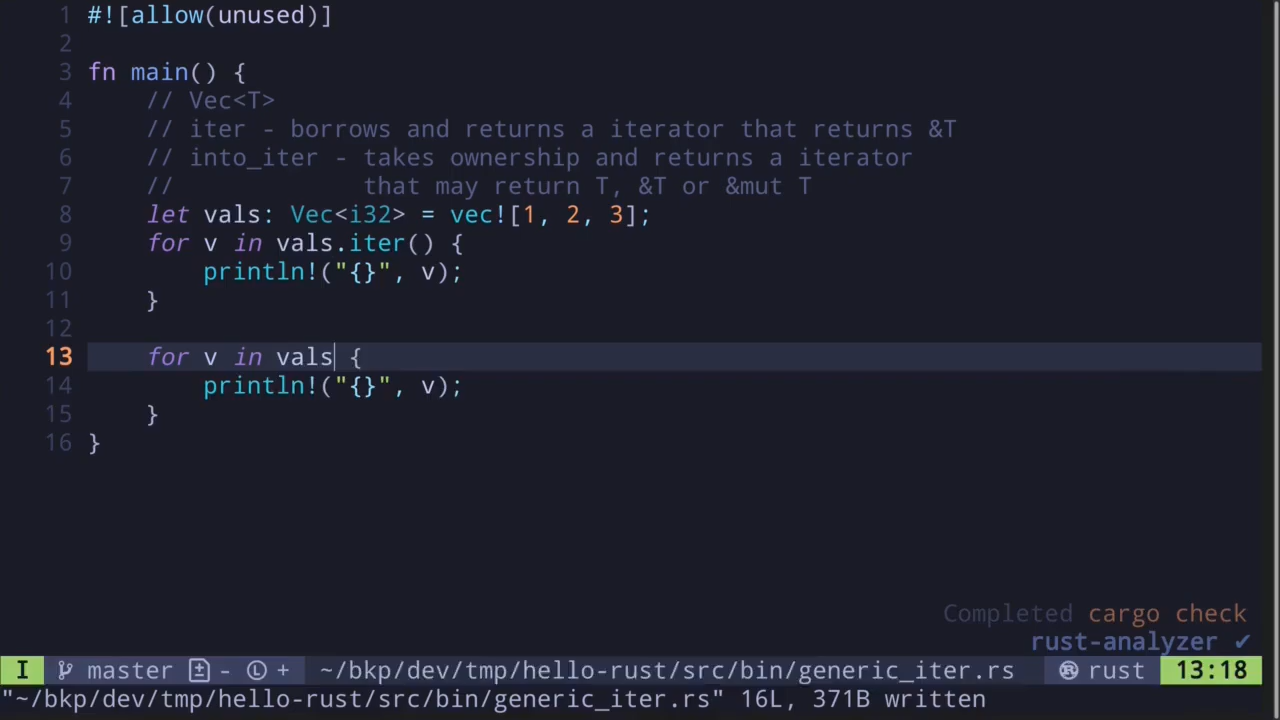 1 #![allow(unused)]
2
3 fn main() {
4     // Vec<T>
5     // iter - borrows and returns a iterator that returns &T
6     // into_iter - takes ownership and returns a iterator
7     //             that may return T, &T or &mut T
8     let vals: Vec<i32> = vec![1, 2, 3];
9     for v in vals.iter() {
10         println!("{}", v);
11     }
12
13     for v in vals {
14         println!("{}", v);
15     }
16 }
Completed cargo check
rust-analyzer ✔
I master - L + ~/bkp/dev/tmp/hello-rust/src/bin/generic_iter.rs rust 13:18
"~/bkp/dev/tmp/hello-rust/src/bin/generic_iter.rs" 16L, 371B written